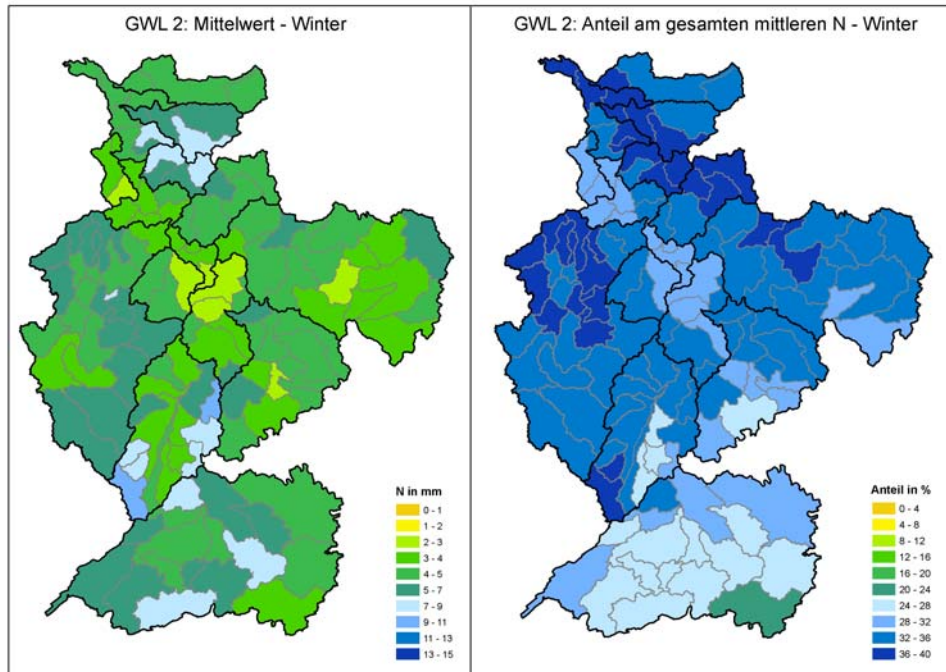 GWL 2: Mittelwert - Winter
N in mm
0 - 1
1 - 2
2 - 3
3 - 4
4 - 5
5 - 7
7 - 9
9 - 11
11 - 13
13 - 15
GWL 2: Anteil am gesamten mittleren N - Winter
Anteil in %
0 - 4
4 - 8
8 - 12
12 - 16
16 - 20
20 - 24
24 - 28
28 - 32
32 - 36
36 - 40